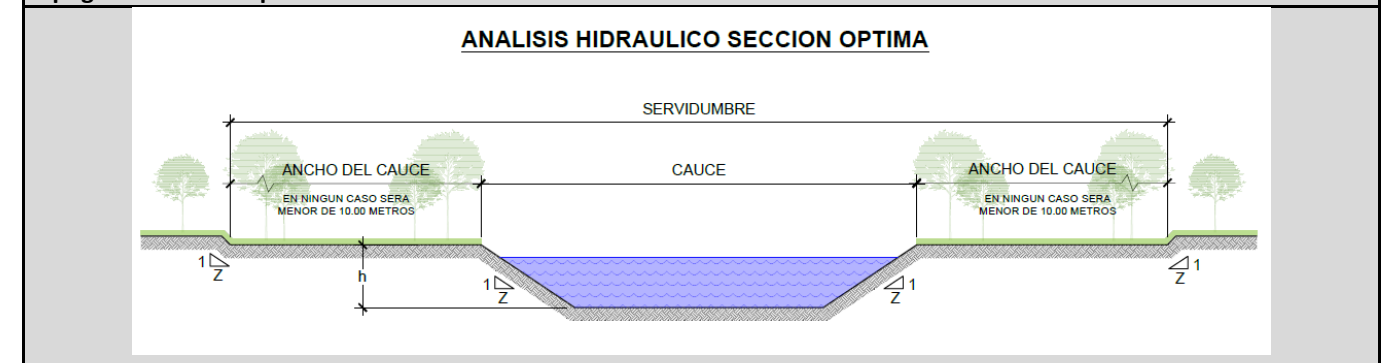 ANALISIS HIDRAULICO SECCION OPTIMA
SERVIDUMBRE
ANCHO DEL CAUCE
CAUCE
ANCHO DEL CAUCE
EN NINGUN CASO SERA
MENOR DE 10.00 METROS
EN NINGUN CASO SERA
MENOR DE 10.00 METROS
1
Z
h
1
Z
1
Z
1
Z